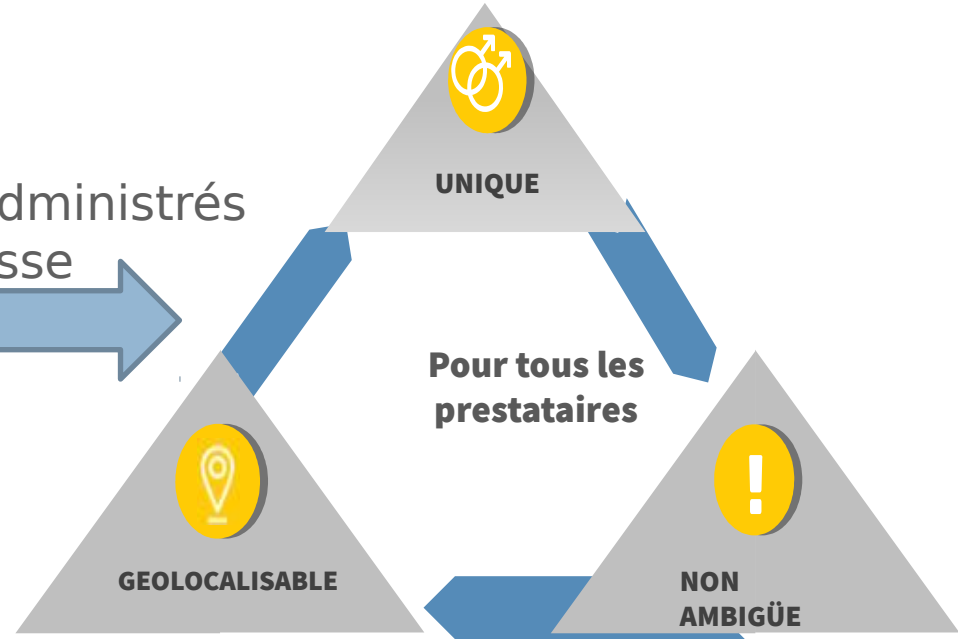 UNIQUE
dministrés
sse
Pour tous les
prestataires
GEOLOCALISABLE
NON
AMBIGÜE